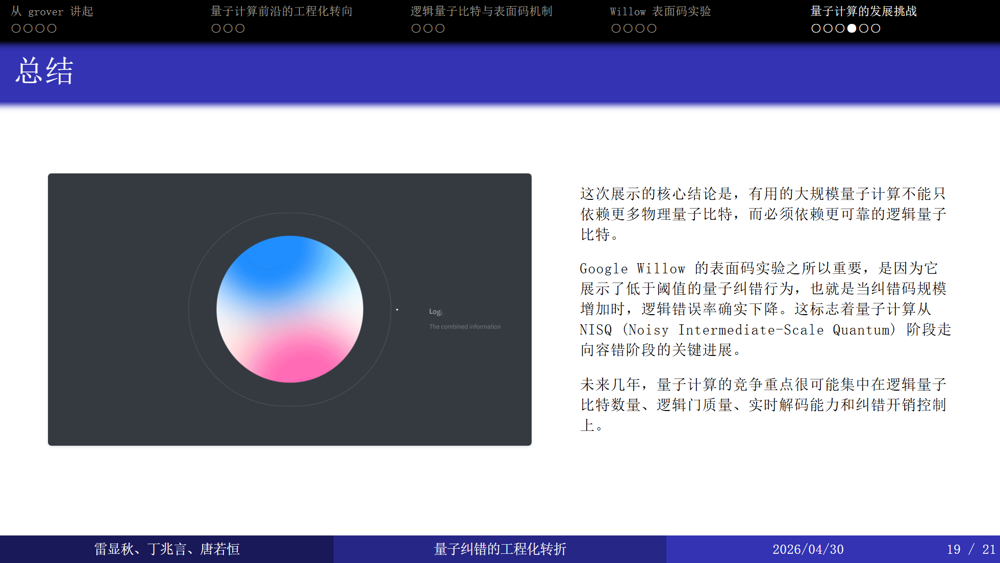 从 grover 讲起
量子计算前沿的工程化转向
逻辑量子比特与表面码机制
Willow 表面码实验
量子计算的发展挑战
总结
Logi
The combined information
这次展示的核心结论是，有用的大规模量子计算不能只
依赖更多物理量子比特，而必须依赖更可靠的逻辑量子
比特。
Google Willow 的表面码实验之所以重要，是因为它
展示了低于阈值的量子纠错行为，也就是当纠错码规模
增加时，逻辑错误率确实下降。这标志着量子计算从
NISQ (Noisy Intermediate-Scale Quantum) 阶段走
向容错阶段的关键进展。
未来几年，量子计算的竞争重点很可能集中在逻辑量子
比特数量、逻辑门质量、实时解码能力和纠错开销控制
上。
雷显秋、丁兆言、唐若恒
量子纠错的工程化转折
2026/04/30
19 / 21